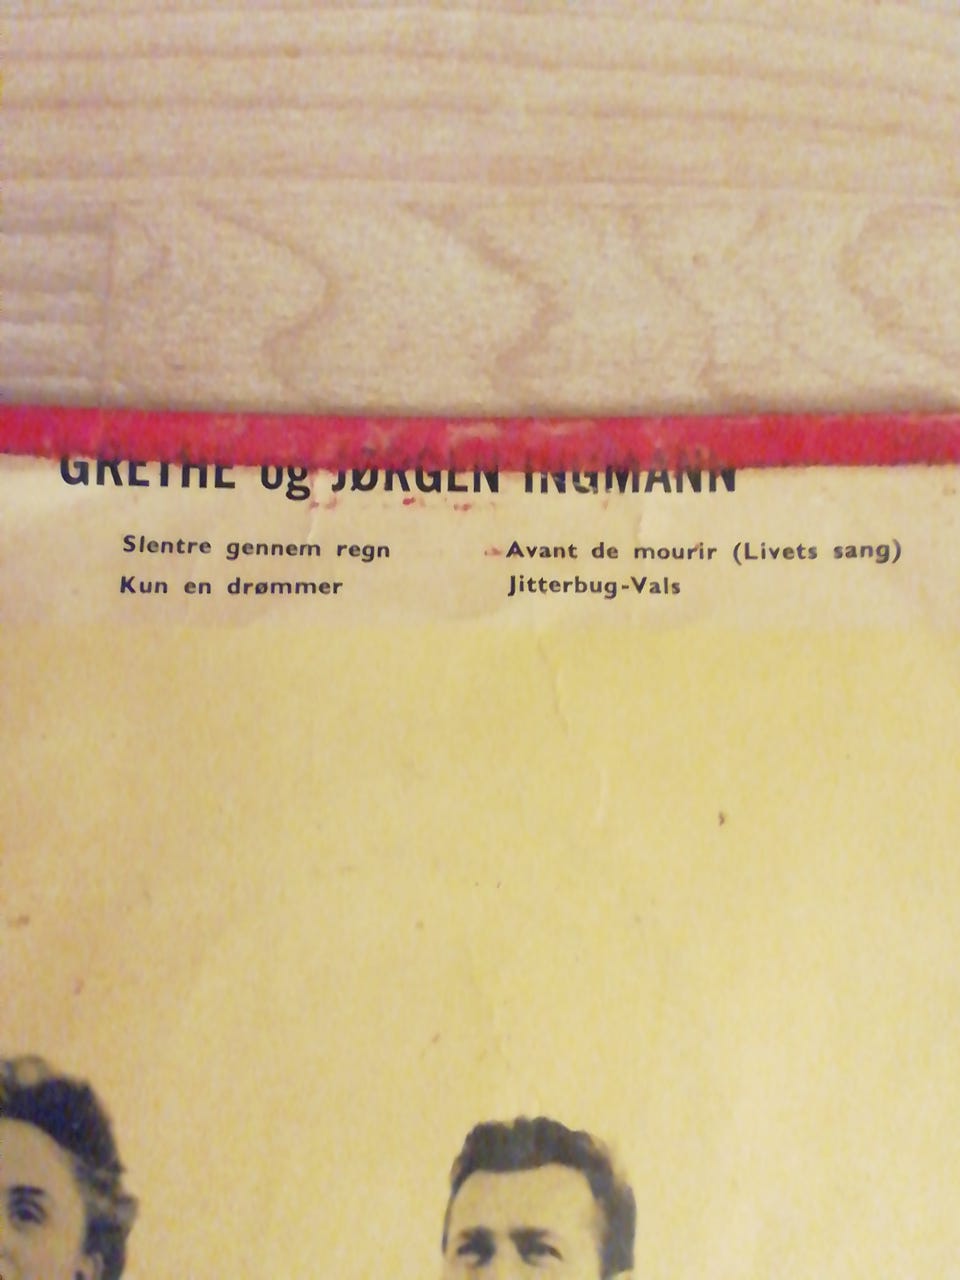 GRETHE og JØRGEN INGMANN
Slentre gennem regn
Kun en drømmer
Avant de mourir (Livets sang)
Jitterbug-Vals